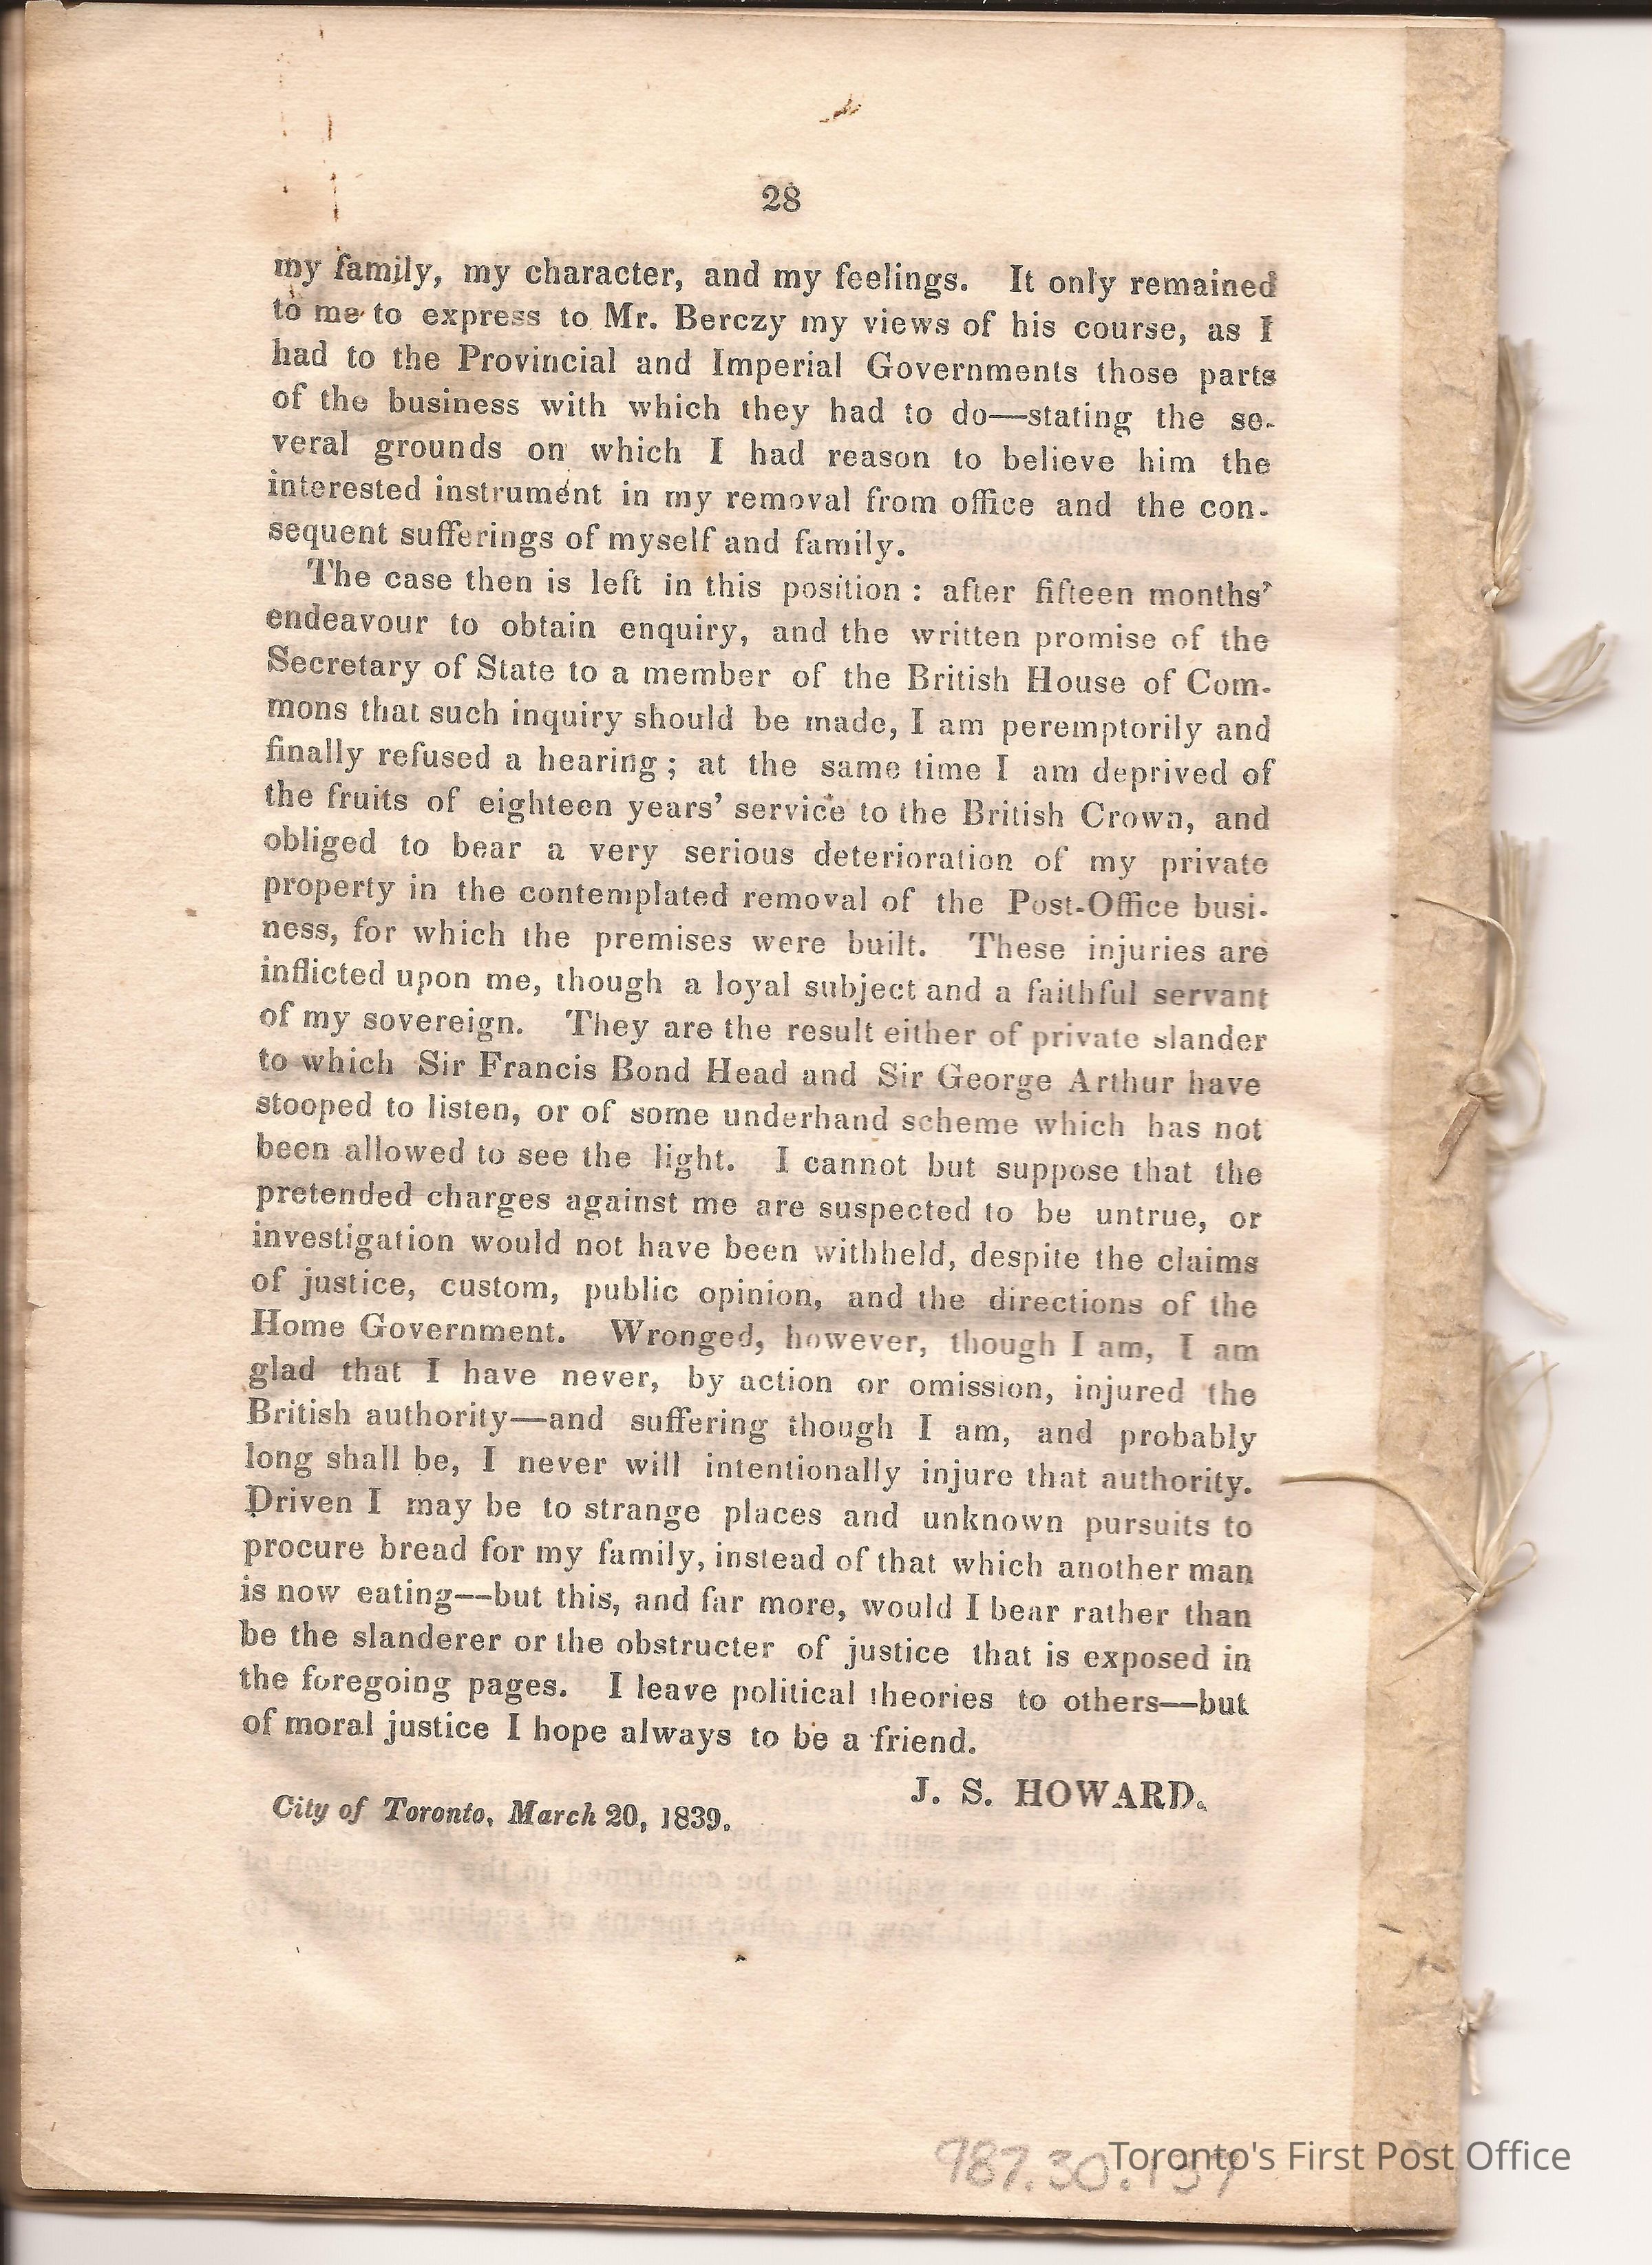 28
my family, my character, and my feelings. It only remained
to me to express to Mr. Berczy my views of his course, as I
had to the Provincial and Imperial Governments those parts
of the business with which they had to do—stating the se-
veral grounds on which I had reason to believe him the
interested instrument in my removal from office and the con-
sequent sufferings of myself and family.
The case then is left in this position : after fifteen months'
endeavour to obtain enquiry, and the written promise of the
Secretary of State to a member of the British House of Com-
mons that such inquiry should be made, I am peremptorily and
finally refused a hearing ; at the same time I am deprived of
the fruits of eighteen years' service to the British Crown, and
obliged to bear a very serious deterioration of my private
property in the contemplated removal of the Post-Office busi-
ness, for which the premises were built. These injuries are
inflicted upon me, though a loyal subject and a faithful servant
of my sovereign. They are the result either of private slander
to which Sir Francis Bond Head and Sir George Arthur have
stooped to listen, or of some underhand scheme which has not
been allowed to see the light. I cannot but suppose that the
pretended charges against me are suspected to be untrue, or
investigation would not have been withheld, despite the claims
of justice, custom, public opinion, and the directions of the
Home Government. Wronged, however, though I am, I am
glad that I have never, by action or omission, injured the
British authority—and suffering though I am, and probably
long shall be, I never will intentionally injure that authority.
Driven I may be to strange places and unknown pursuits to
procure bread for my family, instead of that which another man
is now eating—but this, and far more, would I bear rather than
be the slanderer or the obstructer of justice that is exposed in
the foregoing pages. I leave political theories to others—but
of moral justice I hope always to be a friend.
J. S. HOWARD.
City of Toronto, March 20, 1839.
987.30.157
Toronto's First Post Office